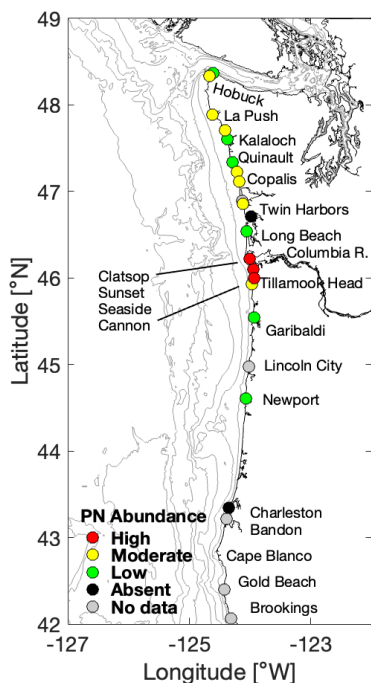 49
48
47
46
45
44
43
42
Latitude [°N]
Hobuck
La Push
Kalaloch
Quinault
Copalis
Twin Harbors
Long Beach
Columbia R.
Clatsop
Sunset
Seaside
Cannon
Tillamook Head
Garibaldi
Lincoln City
Newport
Charleston
Bandon
Cape Blanco
Gold Beach
Brookings
PN Abundance
High
Moderate
Low
Absent
No data
-127 -125 -123
Longitude [°W]